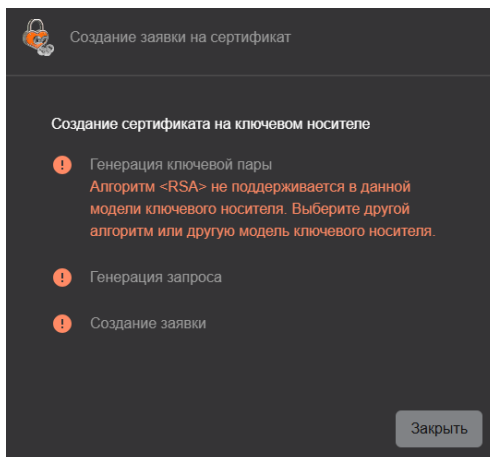 Создание заявки на сертификат
Создание сертификата на ключевом носителе
Генерация ключевой пары
Алгоритм <RSA> не поддерживается в данной
модели ключевого носителя. Выберите другой
алгоритм или другую модель ключевого носителя.
Генерация запроса
Создание заявки
Закрыть